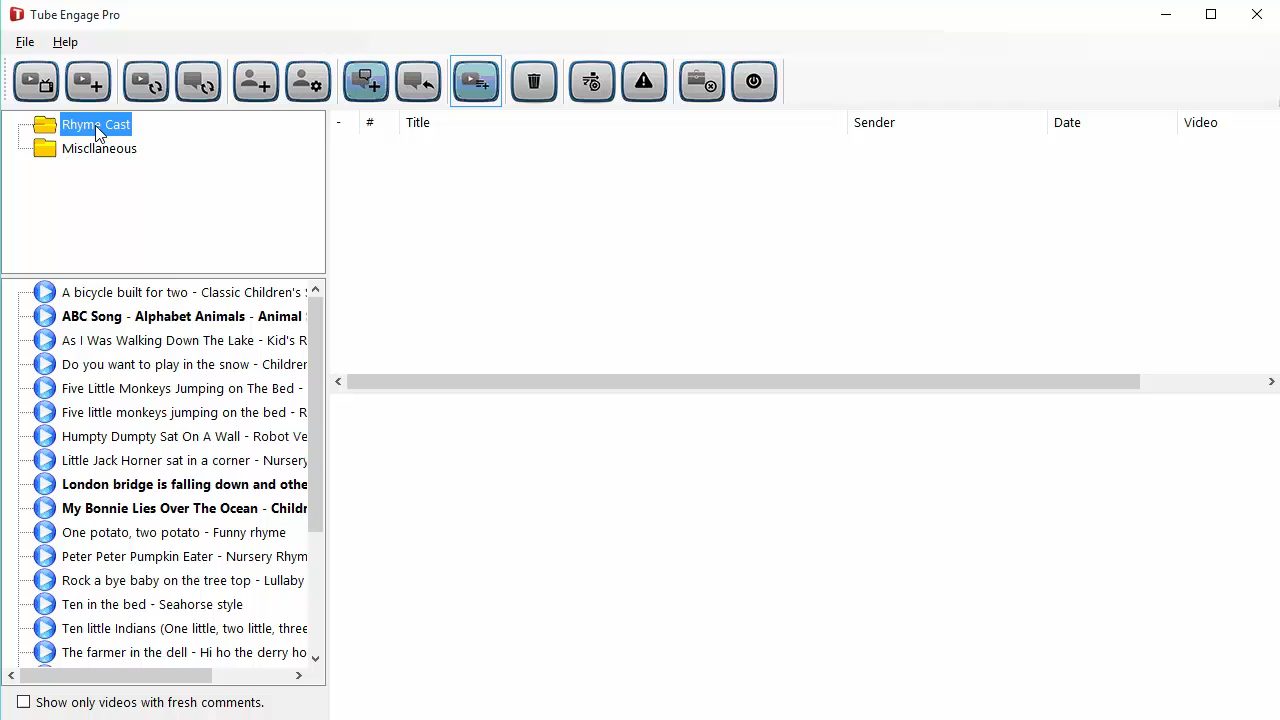 Tube Engage Pro
File Help
Rhyme Cast
Miscllaneous
- # Title Sender Date Video
A bicycle built for two - Classic Children's
ABC Song - Alphabet Animals - Animal
As I Was Walking Down The Lake - Kid's R
Do you want to play in the snow - Children
Five Little Monkeys Jumping on The Bed -
Five little monkeys jumping on the bed - R
Humpty Dumpty Sat On A Wall - Robot Ve
Little Jack Horner sat in a corner - Nursery
London bridge is falling down and othe
My Bonnie Lies Over The Ocean - Childr
One potato, two potato - Funny rhyme
Peter Peter Pumpkin Eater - Nursery Rhym
Rock a bye baby on the tree top - Lullaby
Ten in the bed - Seahorse style
Ten little Indians (One little, two little, three
The farmer in the dell - Hi ho the derry ho
Show only videos with fresh comments.